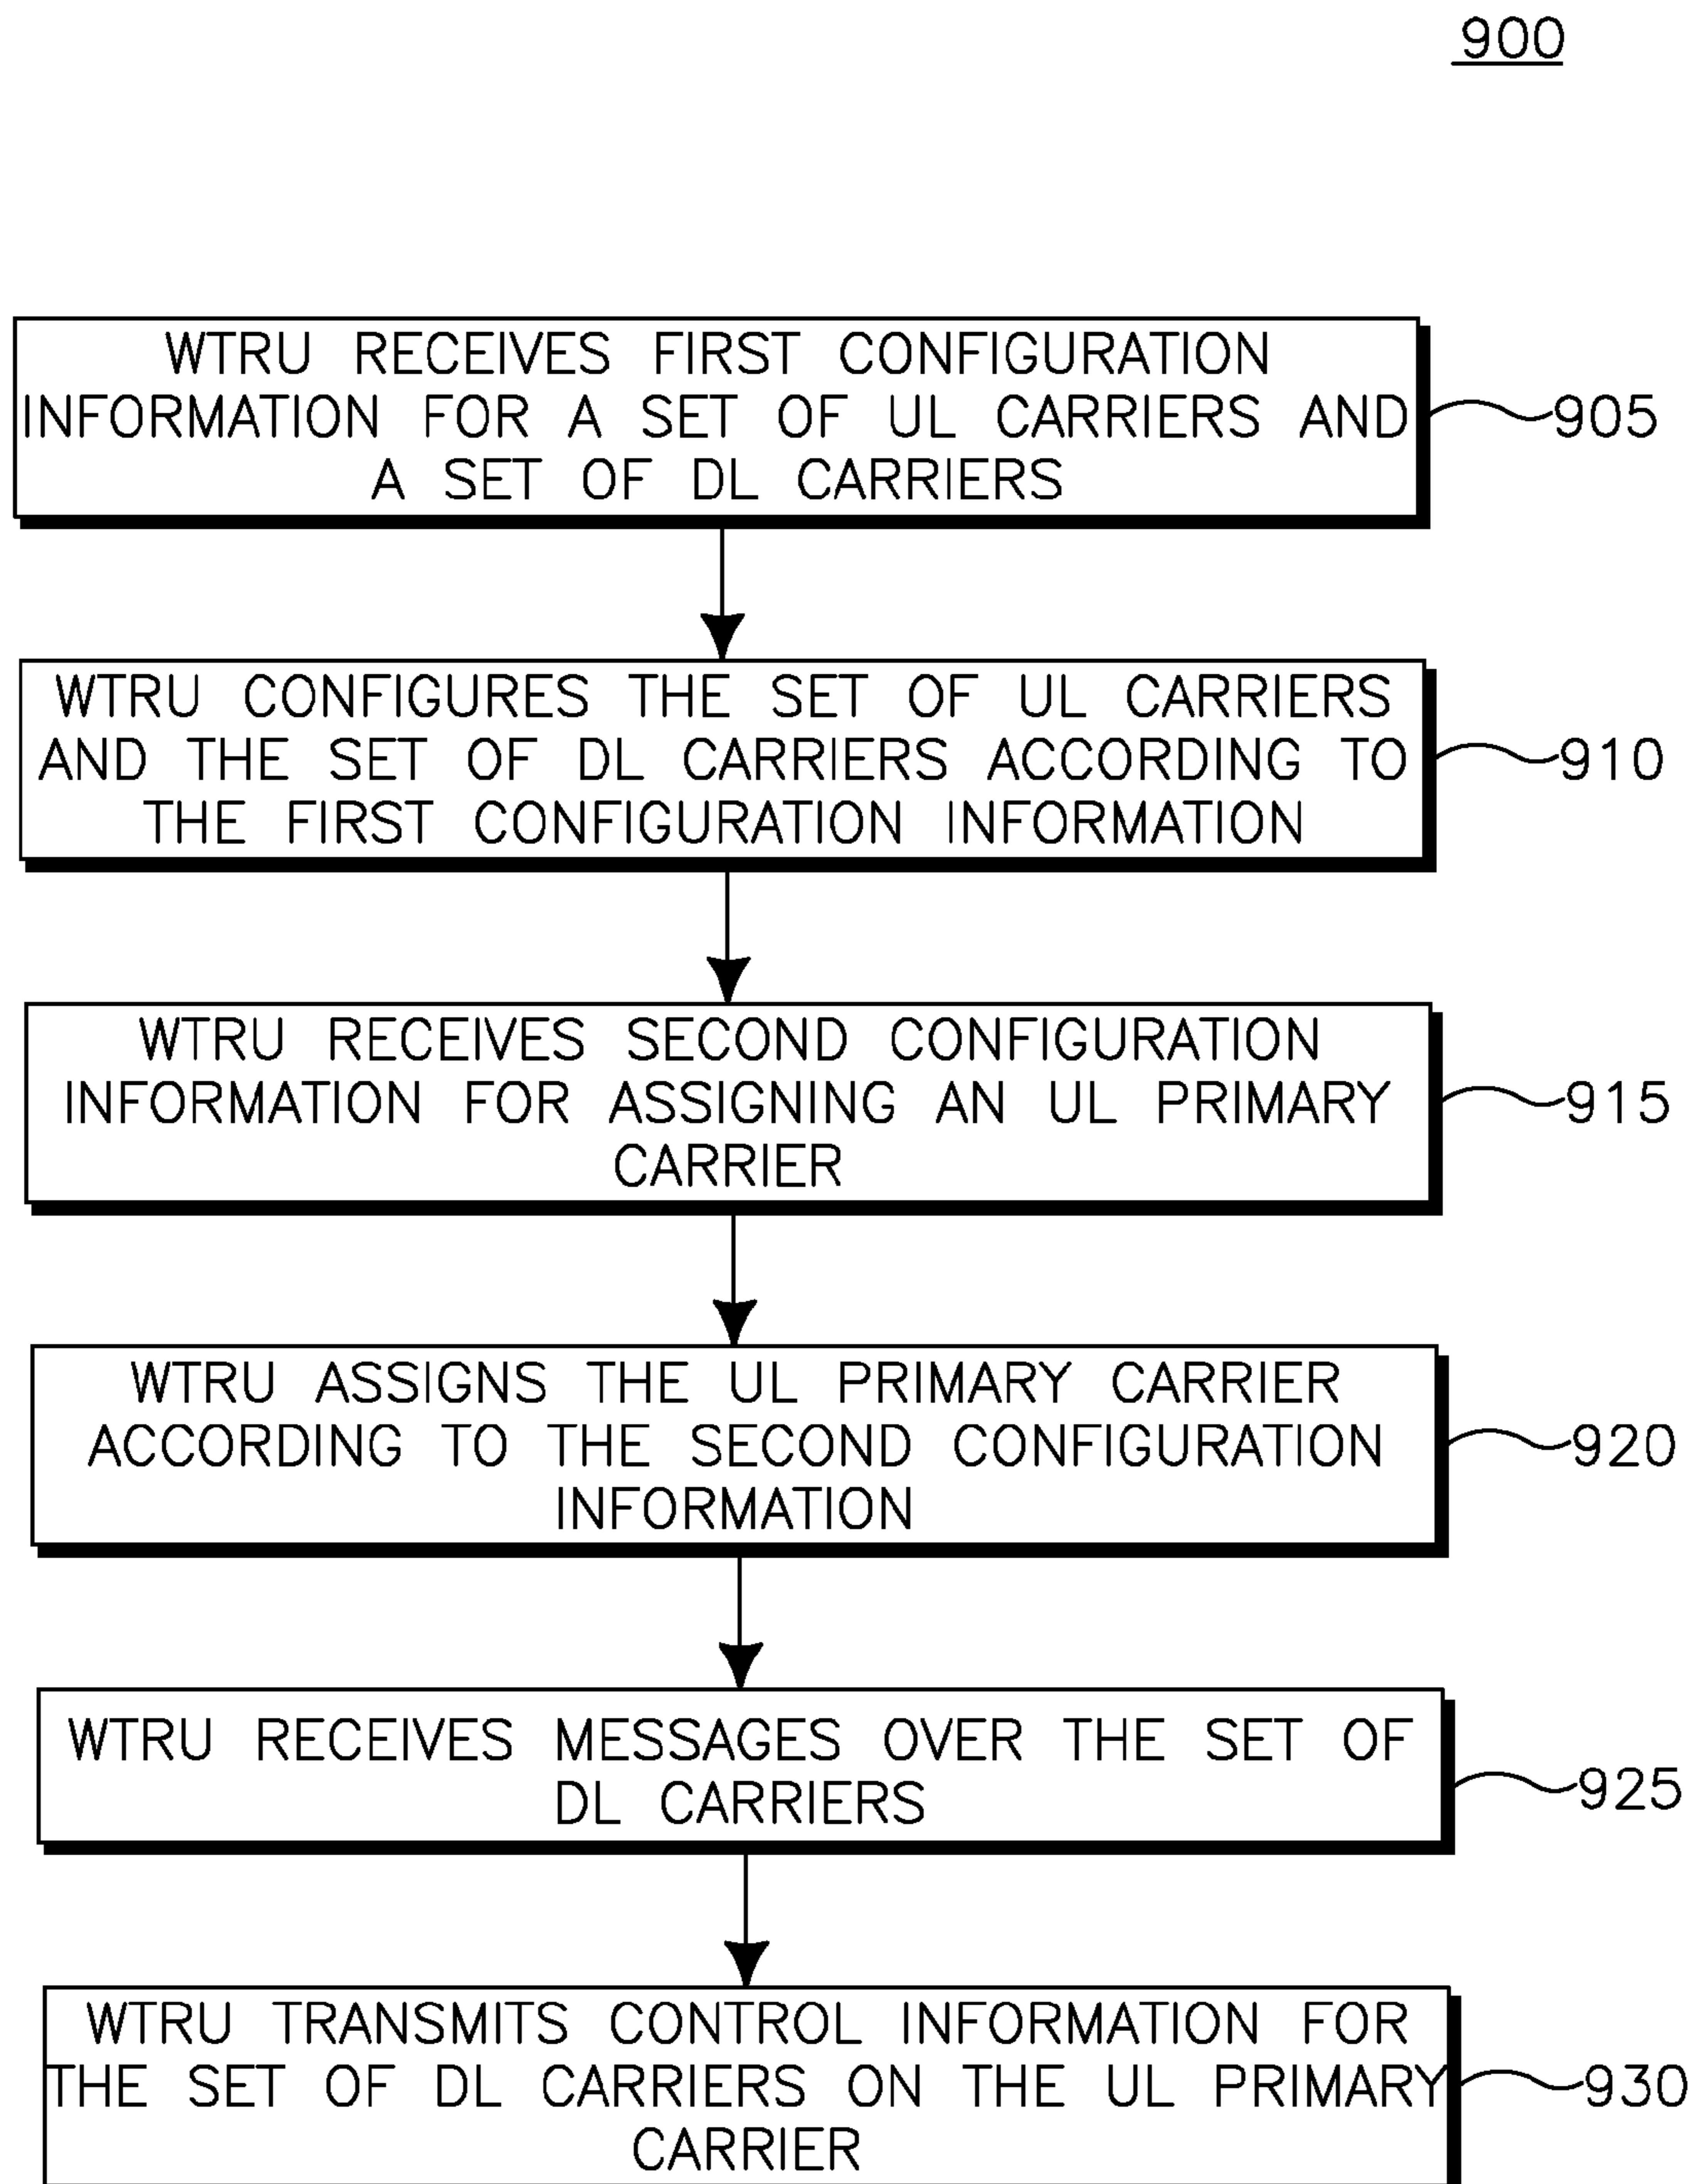 900
WTRU RECEIVES FIRST CONFIGURATION
INFORMATION FOR A SET OF UL CARRIERS AND
A SET OF DL CARRIERS
905
WTRU CONFIGURES THE SET OF UL CARRIERS
AND THE SET OF DL CARRIERS ACCORDING TO
THE FIRST CONFIGURATION INFORMATION
910
WTRU RECEIVES SECOND CONFIGURATION
INFORMATION FOR ASSIGNING AN UL PRIMARY
CARRIER
915
WTRU ASSIGNS THE UL PRIMARY CARRIER
ACCORDING TO THE SECOND CONFIGURATION
INFORMATION
920
WTRU RECEIVES MESSAGES OVER THE SET OF
DL CARRIERS
925
WTRU TRANSMITS CONTROL INFORMATION FOR
THE SET OF DL CARRIERS ON THE UL PRIMARY
CARRIER
930